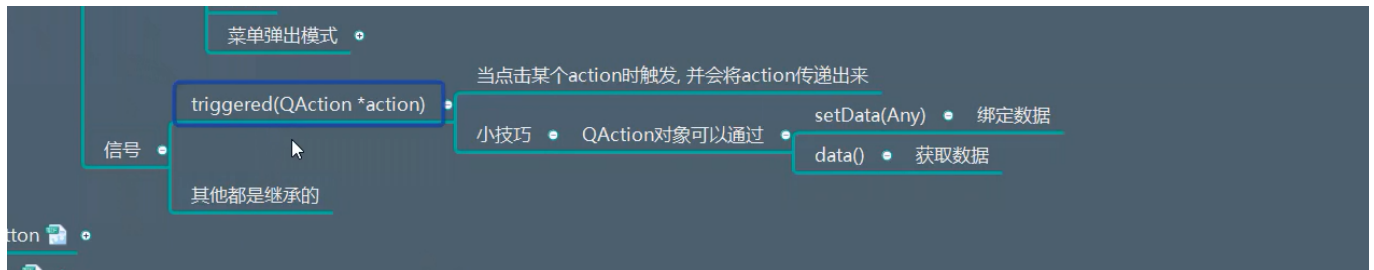 菜单弹出模式
当点击某个action时触发, 并会将action传递出来
triggered(QAction *action)
setData(Any)
绑定数据
小技巧
QAction对象可以通过
信号
data()
获取数据
其他都是继承的
tton